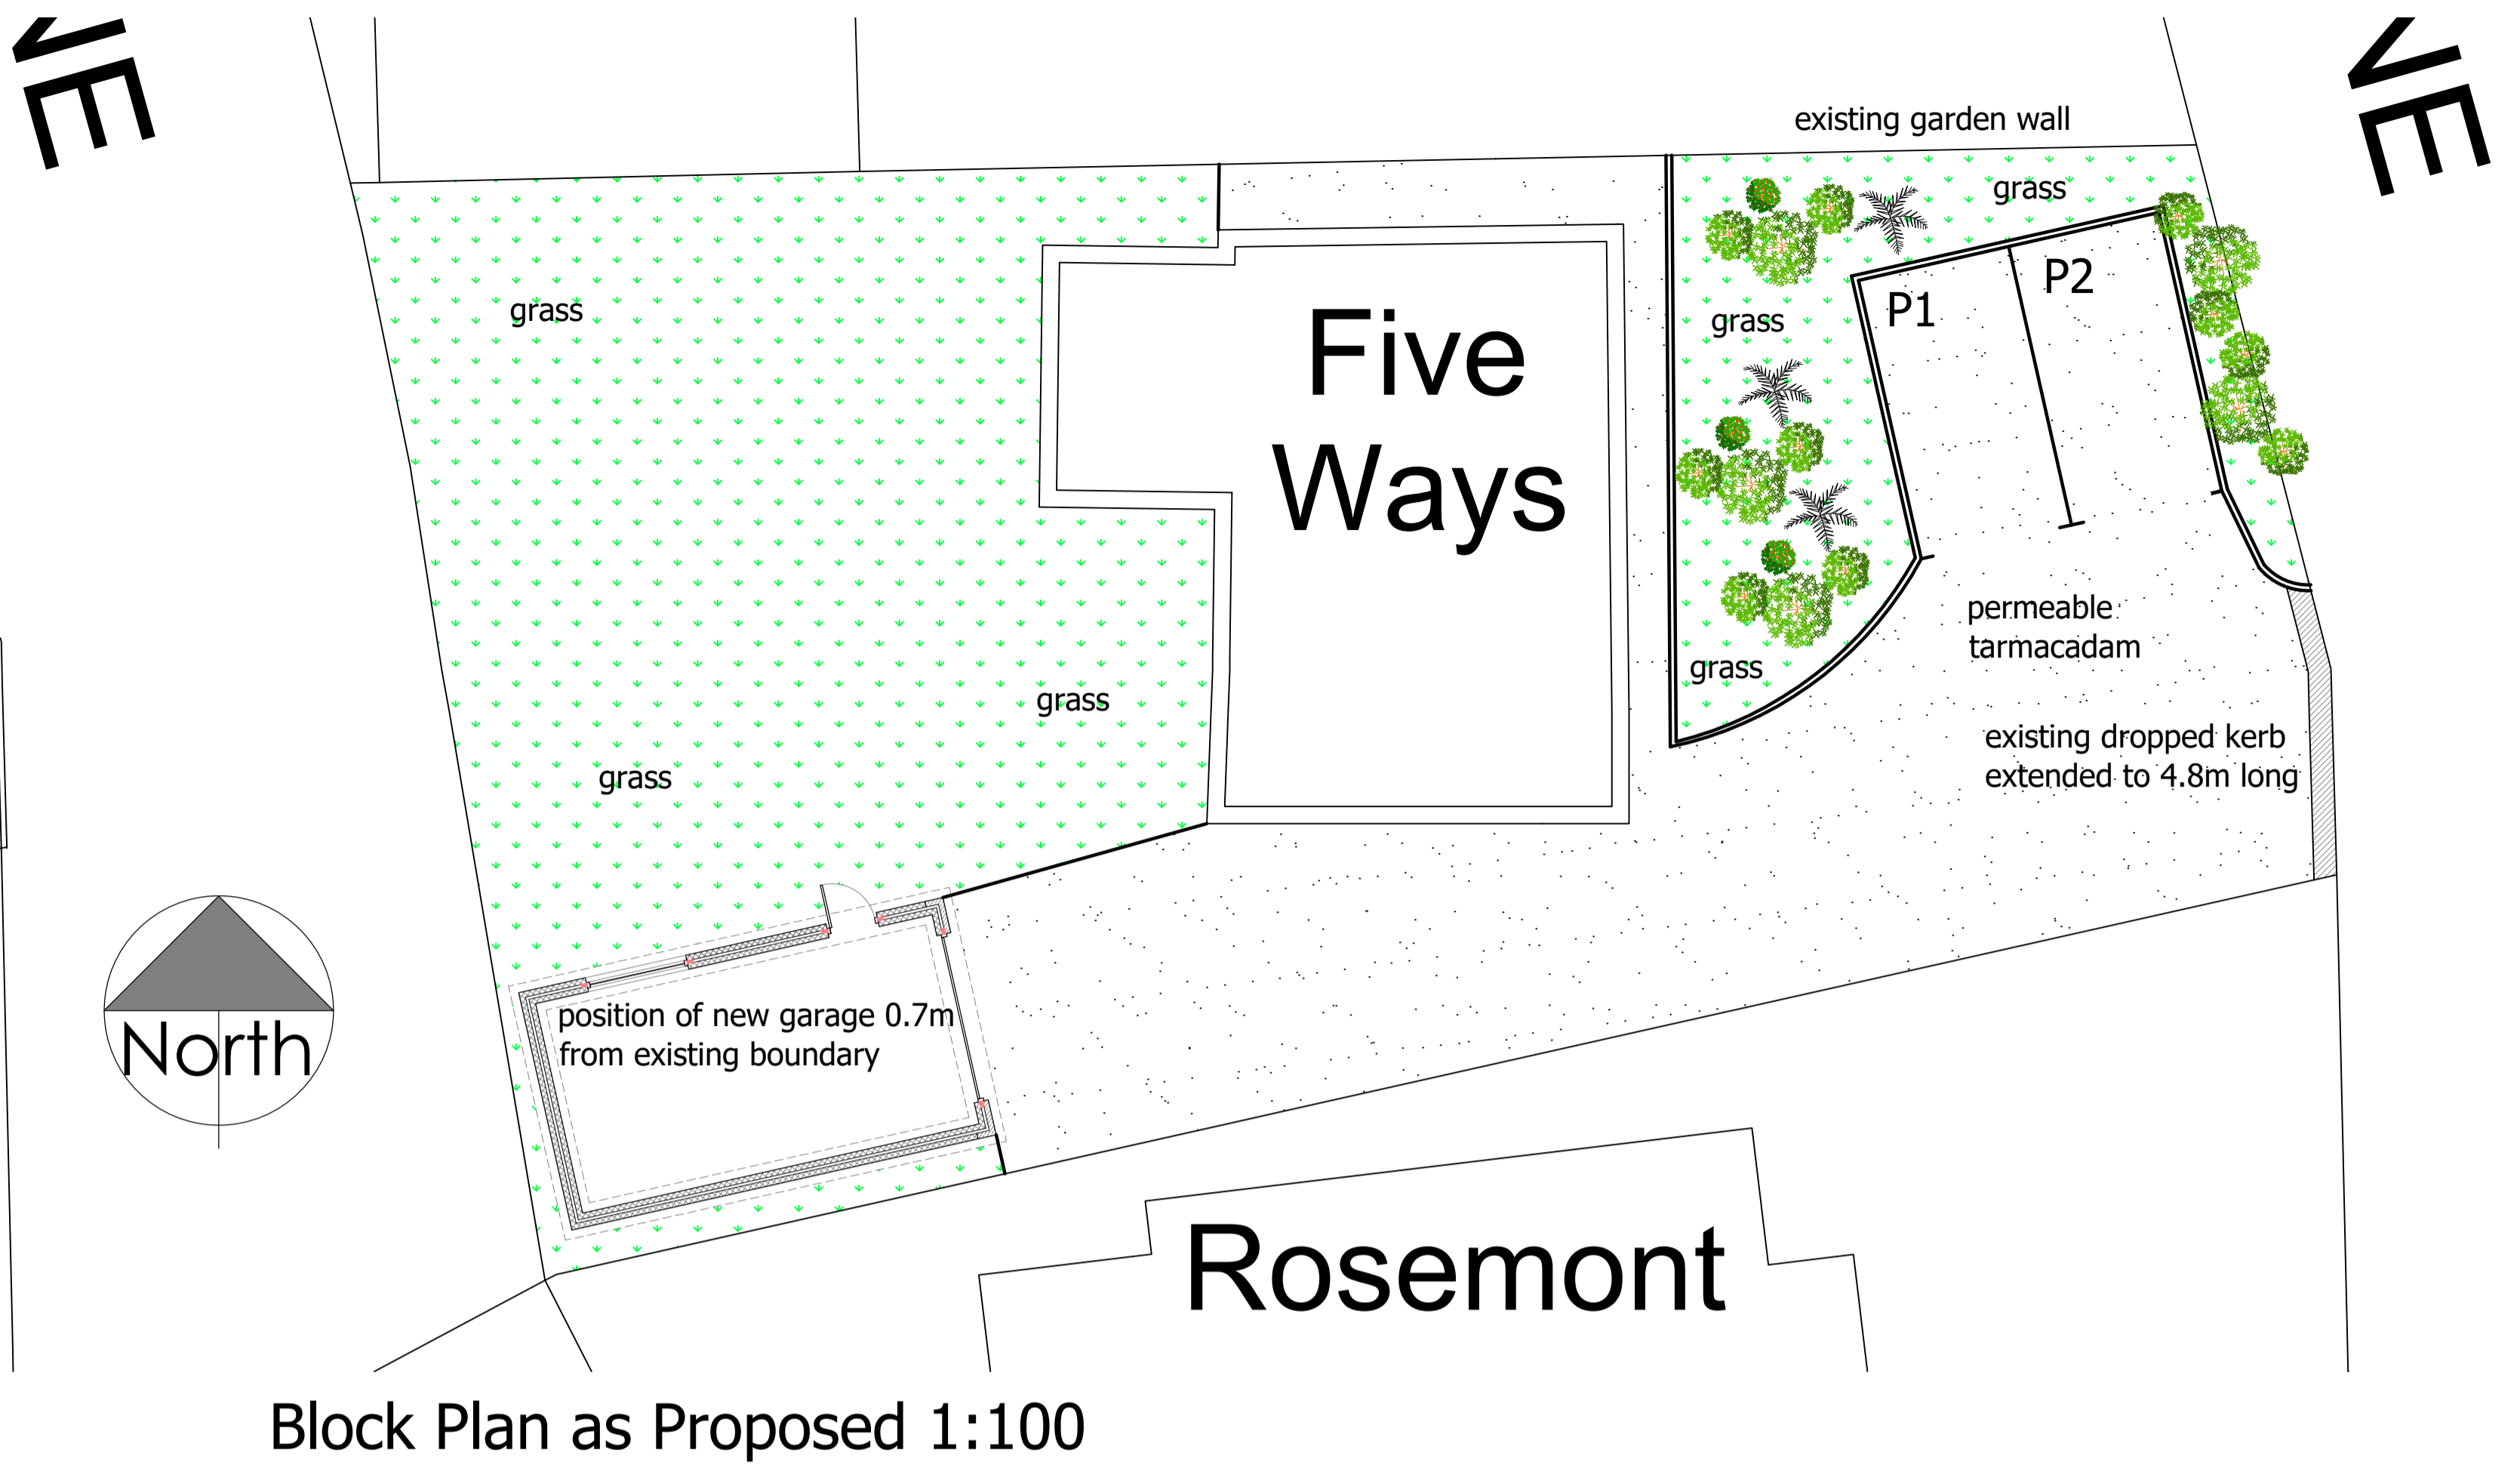 NE
NE
existing garden wall
grass
grass
grass
P1
P2
Five
Ways
permeable
tarmacadam
grass
grass
existing dropped kerb
extended to 4.8m long
grass
position of new garage 0.7m
from existing boundary
North
Rosemont
Block Plan as Proposed 1:100